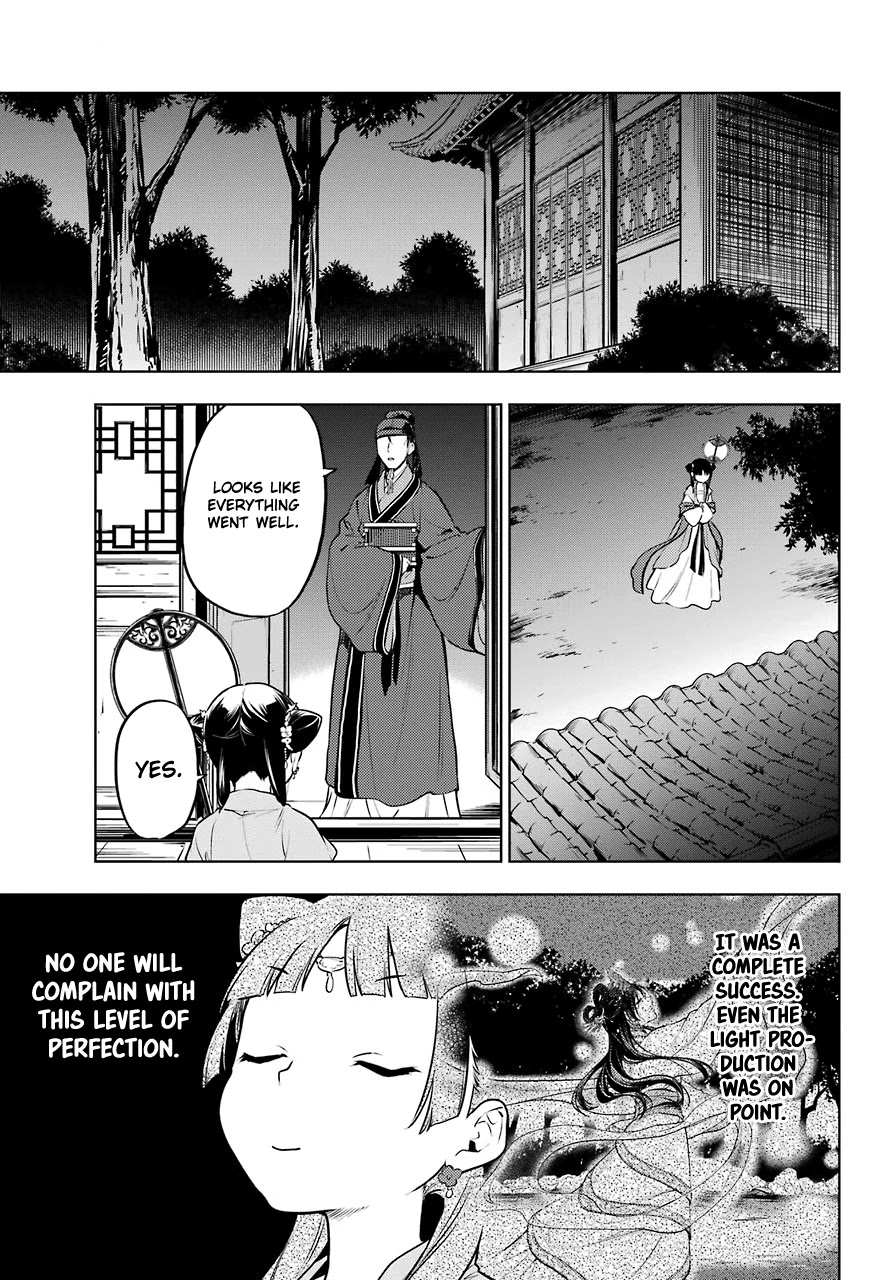 LOOKS LIKE
EVERYTHING
WENT WELL.
YES.
IT WAS A
COMPLETE
SUCCESS.
EVEN THE
LIGHT PRO-
DUCTION
WAS ON
POINT.
NO ONE WILL
COMPLAIN WITH
THIS LEVEL OF
PERFECTION.